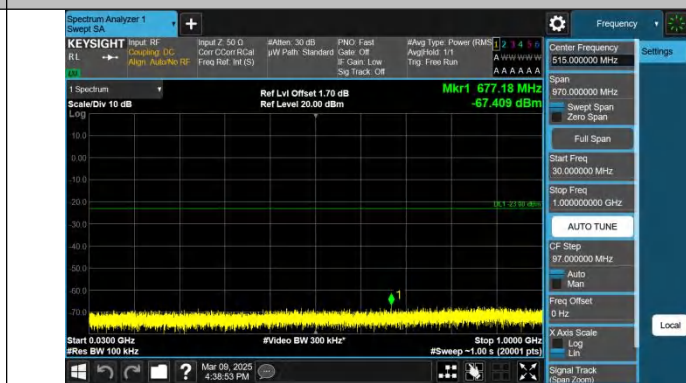 Spectrum Analyzer 1
Swept SA
Frequency
KEYSIGHT
RL
Input: RF
Coupling: DC
Align: Auto/No RF
Input Z: 50 Ω
Corr CCorr RCal
Freq Ref: Int (S)
#Atten: 30 dB
µW Path: Standard
PNO: Fast
Gate: Off
IF Gain: Low
Sig Track: Off
#Avg Type: Power (RMS)
Avg|Hold: 1/1
Trig: Free Run
1 2 3 4 5 6
A W W W W W
A A A A A A
1 Spectrum
Scale/Div 10 dB
Log
Ref Lvl Offset 1.70 dB
Ref Level 20.00 dBm
Mkr1 677.18 MHz
-67.409 dBm
10.0
0.00
-10.0
-20.0
-30.0
-40.0
-50.0
-60.0
-70.0
1
Start 0.0300 GHz
#Res BW 100 kHz
#Video BW 300 kHz*
Stop 1.0000 GHz
#Sweep ~1.00 s (20001 pts)
Mar 09, 2025
4:38:53 PM
Center Frequency
515.000000 MHz
Span
970.000000 MHz
Swept Span
Zero Span
Full Span
Start Freq
30.000000 MHz
Stop Freq
1.000000000 GHz
AUTO TUNE
CF Step
97.000000 MHz
Auto
Man
Freq Offset
0 Hz
X Axis Scale
Log
Lin
Signal Track
(Span Zoom)
Settings
Local